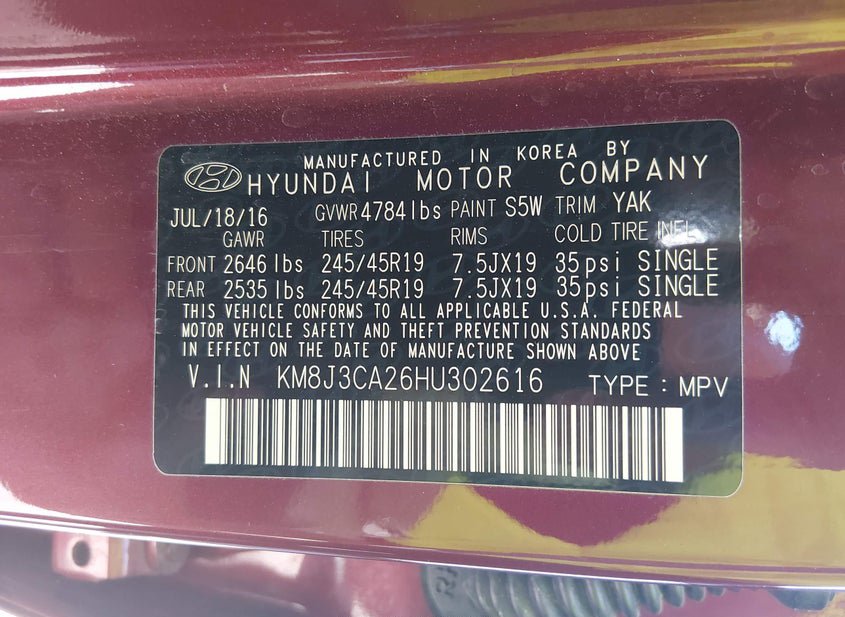 MANUFACTURED IN KOREA BY
HYUNDAI MOTOR COMPANY
JUL/18/16 GVWR 4784lbs PAINT S5W TRIM YAK
GAWR TIRES RIMS COLD TIRE INFL
FRONT 2646 lbs 245/45R19 7.5JX19 35psi SINGLE
REAR 2535 lbs 245/45R19 7.5JX19 35psi SINGLE
THIS VEHICLE CONFORMS TO ALL APPLICABLE U.S.A. FEDERAL
MOTOR VEHICLE SAFETY AND THEFT PREVENTION STANDARDS
IN EFFECT ON THE DATE OF MANUFACTURE SHOWN ABOVE
V.I.N KM8J3CA26HU302616 TYPE : MPV